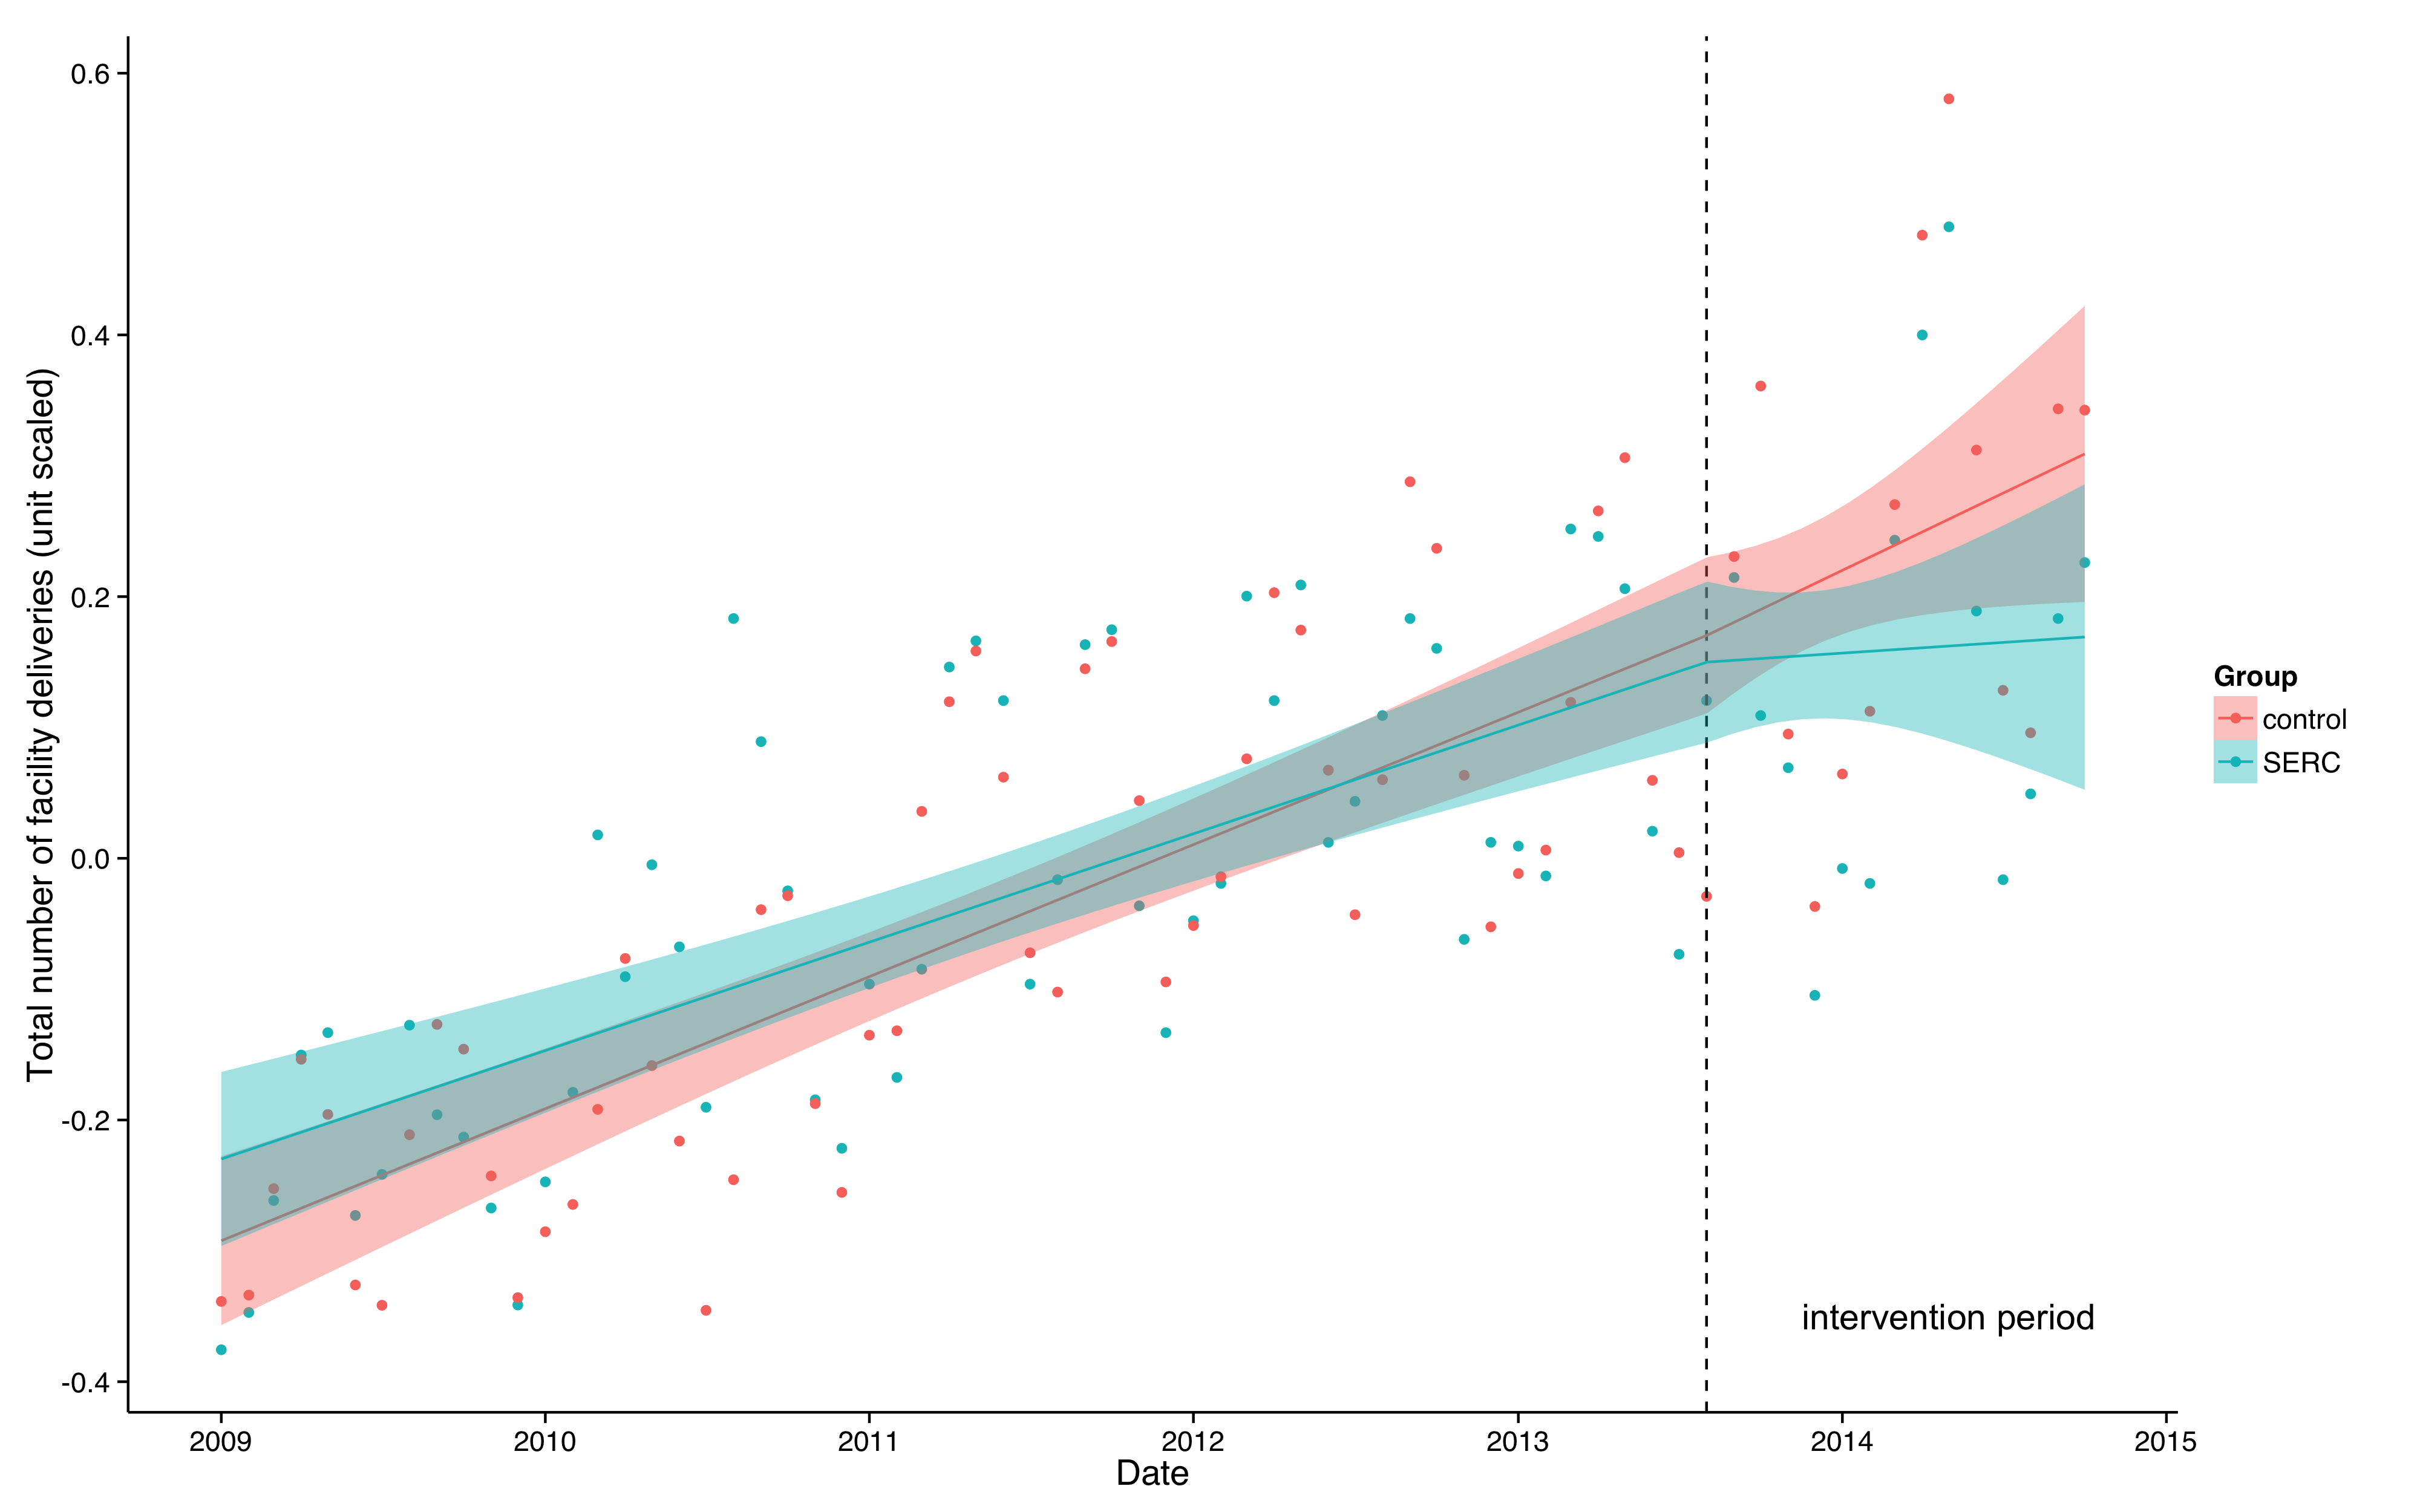 Total number of facility deliveries (unit scaled)
0.6
0.4
0.2
0.0
-0.2
-0.4
intervention period
2009 2010 2011 2012 2013 2014 2015
Date
Group
control
SERC